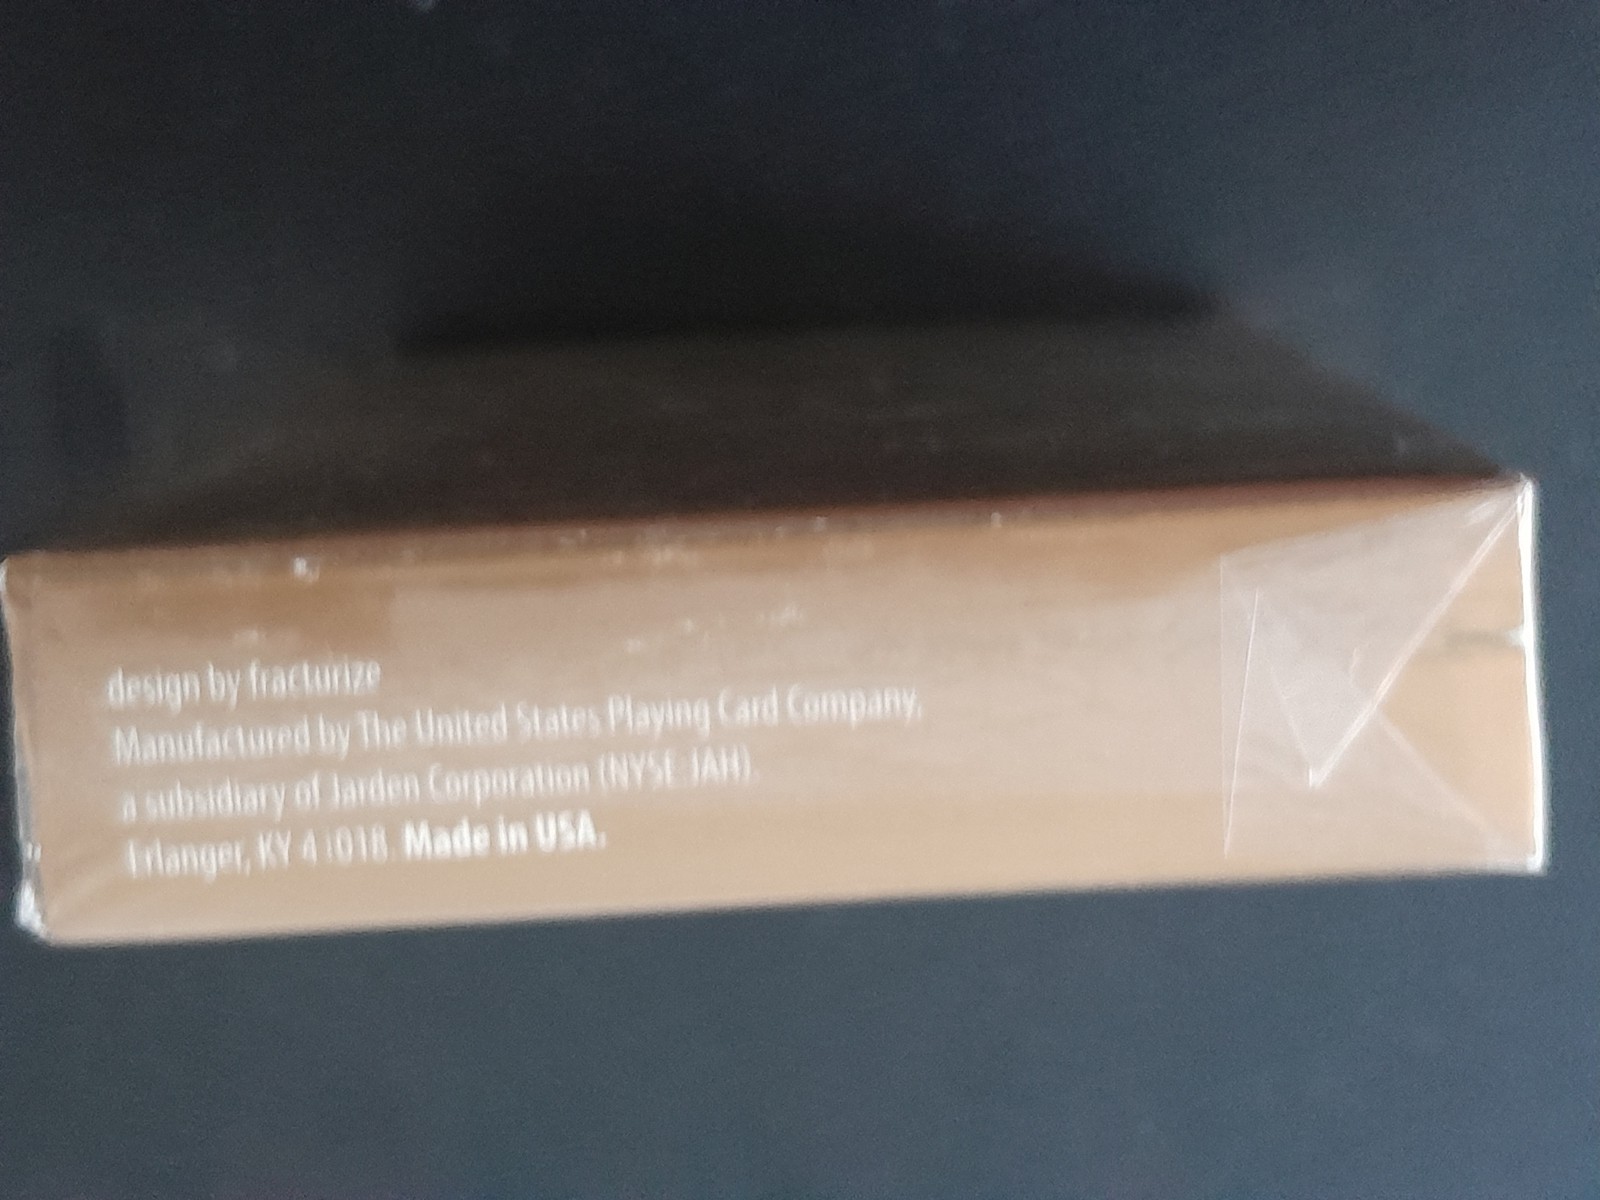 design by fracturize
Manufactured by The United States Playing Card Company,
a subsidiary of Jarden Corporation (NYSE: JAH).
Erlanger, KY 41018. Made in USA.